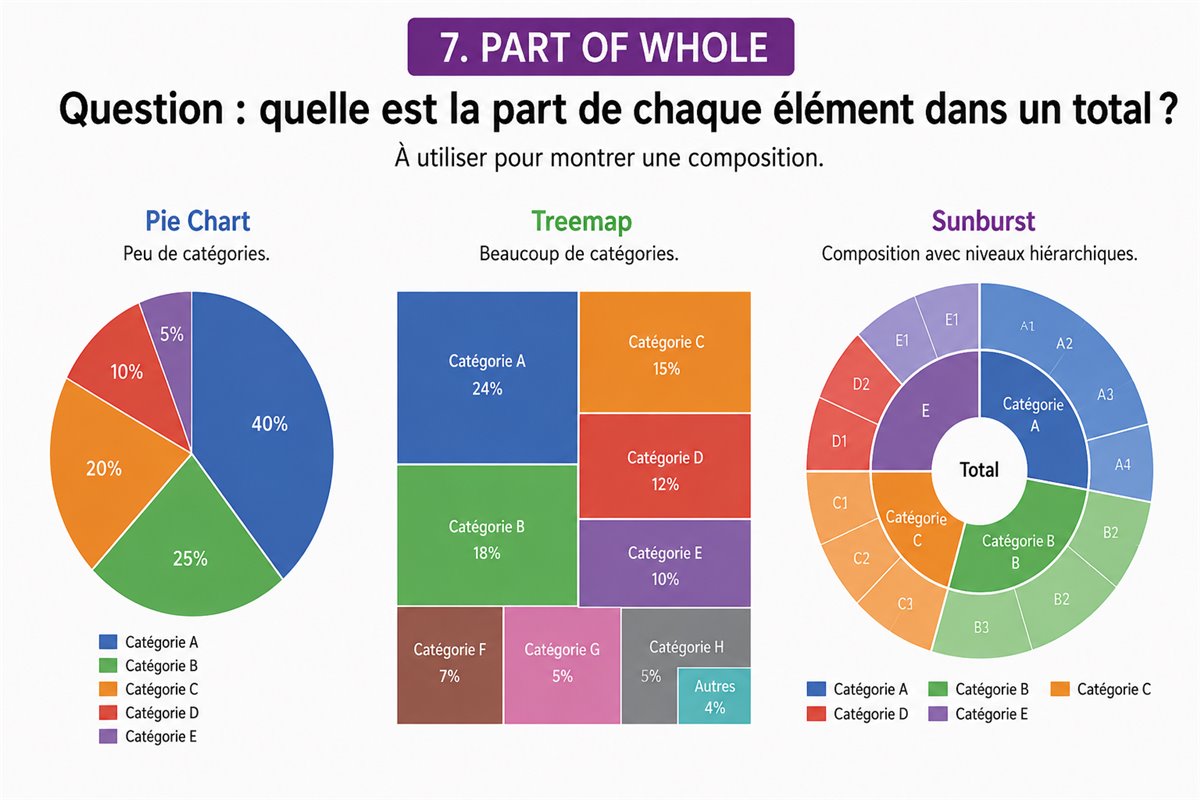 7. PART OF WHOLE
Question : quelle est la part de chaque élément dans un total ?
À utiliser pour montrer une composition.
Pie Chart
Peu de catégories.
5%
10%
40%
20%
25%
Catégorie A
Catégorie B
Catégorie C
Catégorie D
Catégorie E
Treemap
Beaucoup de catégories.
Catégorie A
24%
Catégorie C
15%
Catégorie D
12%
Catégorie B
18%
Catégorie E
10%
Catégorie F
7%
Catégorie G
5%
Catégorie H
5%
Autres
4%
Sunburst
Composition avec niveaux hiérarchiques.
E1
E1
A1
A2
A3
A4
D2
D1
E
Catégorie
A
Total
C1
C2
C3
Catégorie
C
Catégorie B
B
B2
B2
B3
Catégorie A
Catégorie B
Catégorie C
Catégorie D
Catégorie E